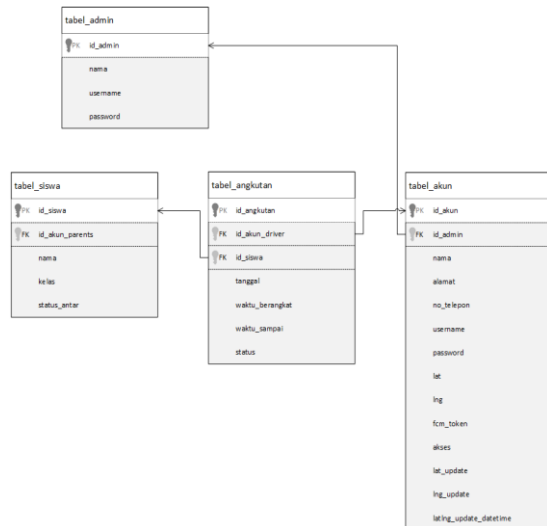 tabel_admin
PK id_admin
nama
username
password
tabel_siswa
PK id_siswa
FK id_akun_parents
nama
kelas
status_antar
tabel_angkutan
PK id_angkutan
FK id_akun_driver
FK id_siswa
tanggal
waktu_berangkat
waktu_sampai
status
tabel_akun
PK id_akun
FK id_admin
nama
alamat
no_telepon
username
password
lat
lng
fcm_token
akses
lat_update
lng_update
latlng_update_datetime